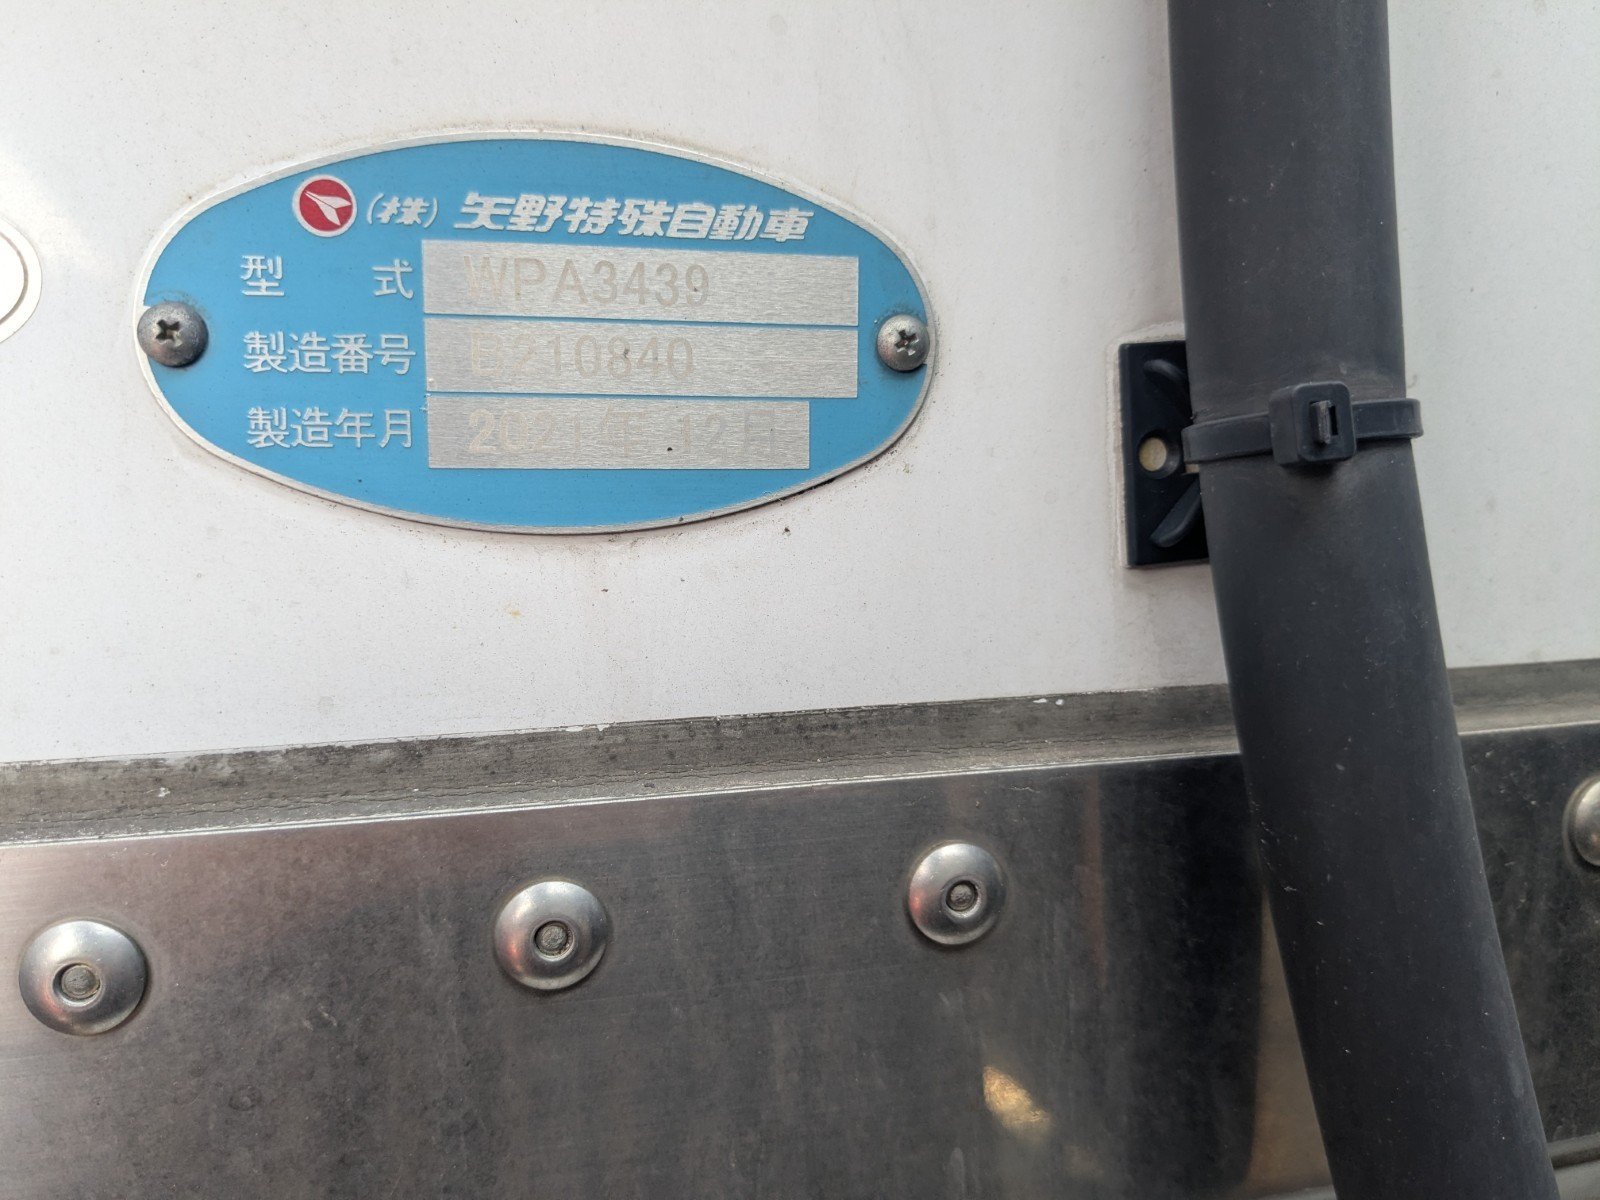 (株) 矢野特殊自動車
型式 WPA3439
製造番号 B210840
製造年月 2021年 12月